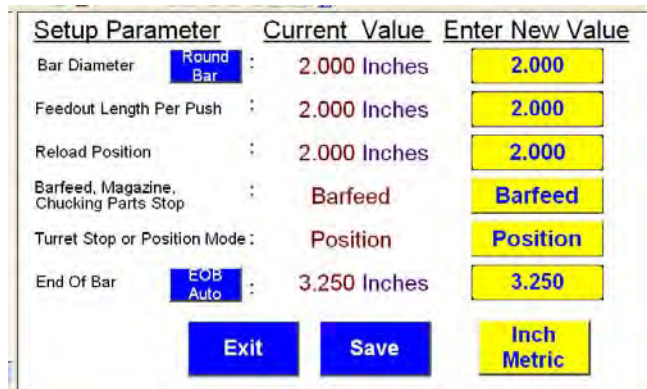 Setup Parameter Current Value Enter New Value
Bar Diameter Round Bar : 2.000 Inches 2.000
Feedout Length Per Push : 2.000 Inches 2.000
Reload Position : 2.000 Inches 2.000
Barfeed, Magazine,
Chucking Parts Stop : Barfeed Barfeed
Turret Stop or Position Mode : Position Position
End Of Bar EOB Auto : 3.250 Inches 3.250
Exit Save Inch Metric